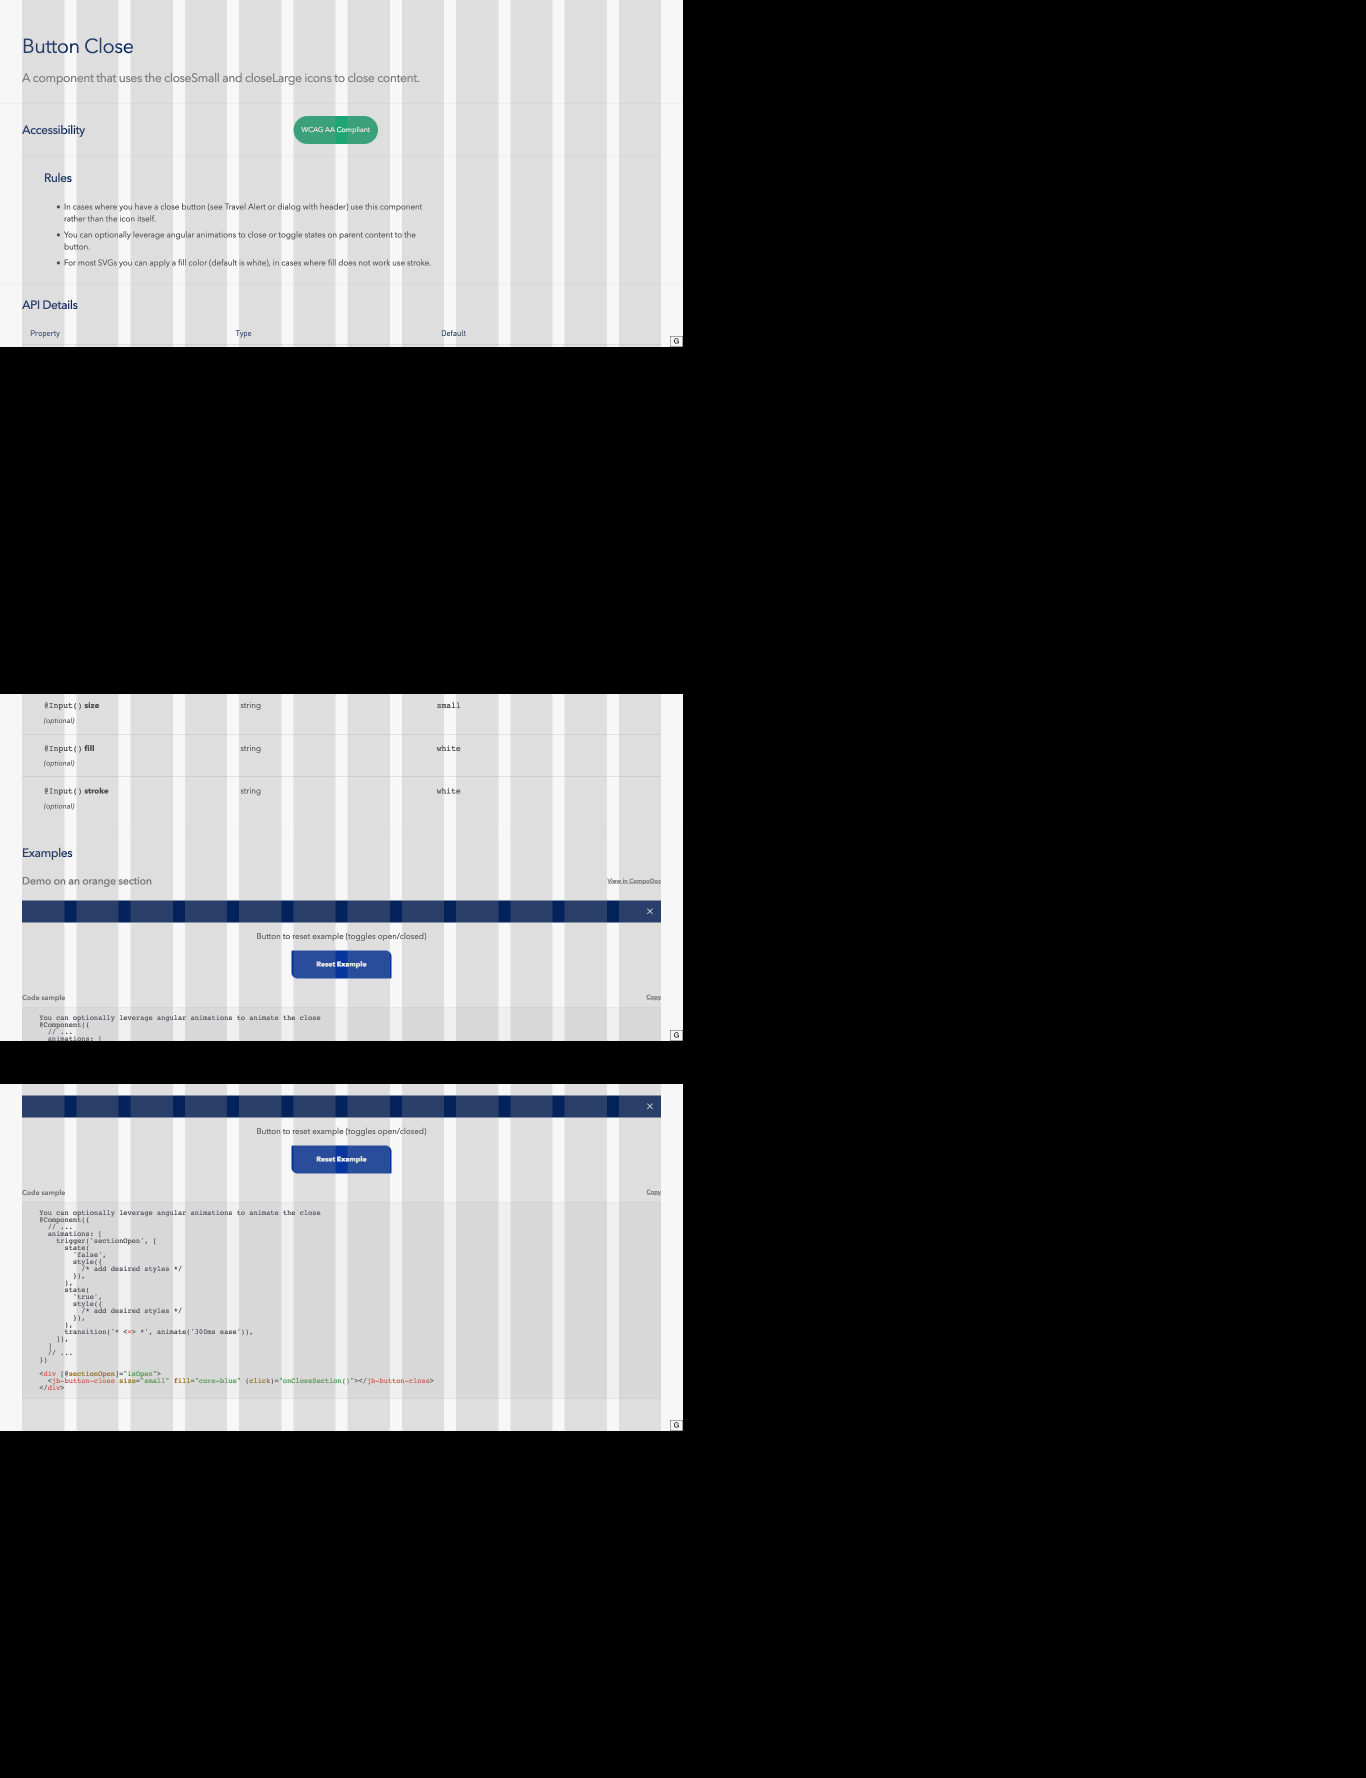 Button Close
A component that uses the closeSmall and closeLarge icons to close content.
Accessibility
WCAG AA Compliant
Rules
• In cases where you have a close button (see Travel Alert or dialog with header) use this component
rather than the icon itself.
• You can optionally leverage angular animations to close or toggle states on parent content to the
button.
• For most SVGs you can apply a fill color (default is white), in cases where fill does not work use stroke.
API Details
Property Type Default
G
@Input() size string small
(optional)
@Input() fill string white
(optional)
@Input() stroke string white
(optional)
Examples
Demo on an orange section View in CompoDoc
×
Button to reset example (toggles open/closed)
Reset Example
Code sample Copy
You can optionally leverage angular animations to animate the close
@Component({
// ...
animations: [
G
×
Button to reset example (toggles open/closed)
Reset Example
Code sample Copy
You can optionally leverage angular animations to animate the close
@Component({
// ...
animations: [
trigger('sectionOpen', [
state(
'false',
style({
/* add desired styles */
}),
),
state(
'true',
style({
/* add desired styles */
}),
),
transition('* <=> *', animate('300ms ease')),
]),
]
// ...
})
<div [@sectionOpen]="isOpen">
<jb-button-close size="small" fill="core-blue" (click)="onCloseSection()"></jb-button-close>
</div>
G